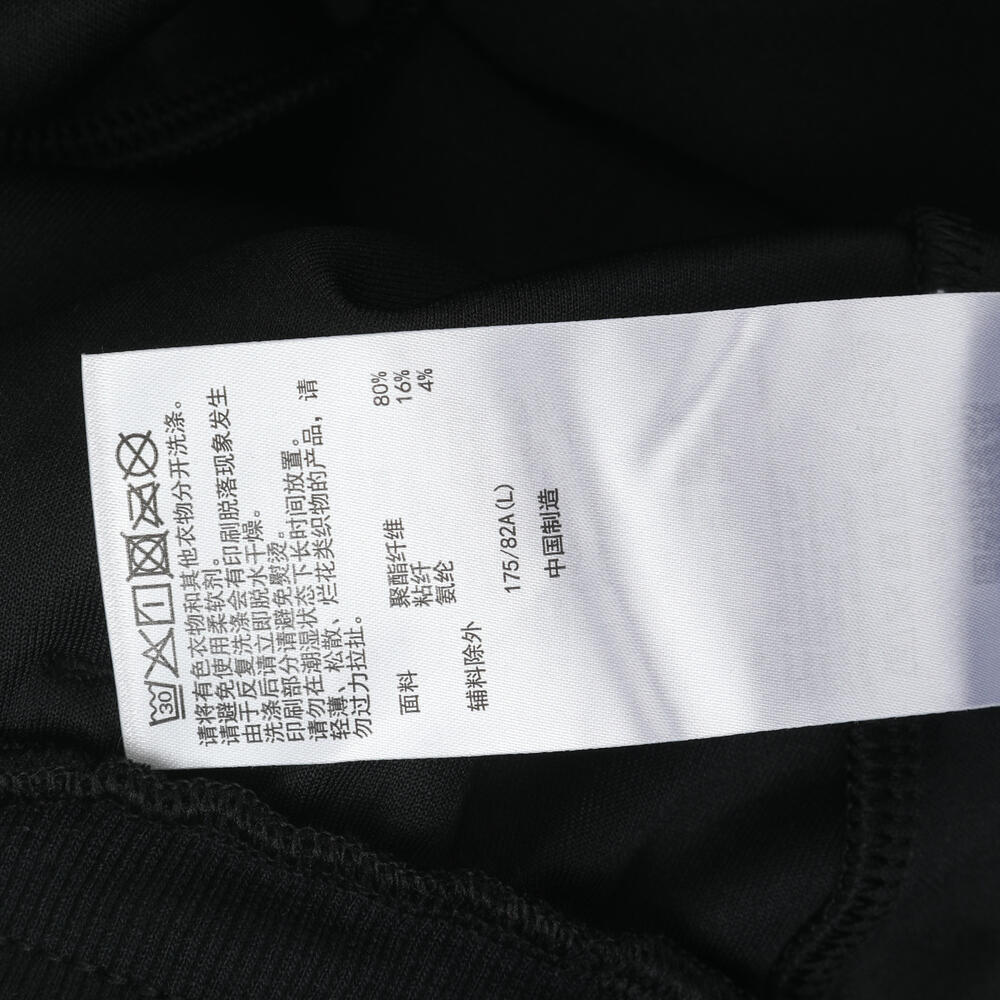 30
请将有色衣物和其他衣物分开洗涤。
请避免使用柔软剂。
由于反复洗涤会有印刷脱落现象发生
洗涤后请立即脱水干燥。
印刷部分请避免熨烫。
请勿在潮湿状态下长时间放置。
轻薄、松散、烂花类织物的产品，请
勿过力拉扯。
面料 聚酯纤维 80%
粘纤 16%
氨纶 4%
辅料除外
175/82A(L)
中国制造